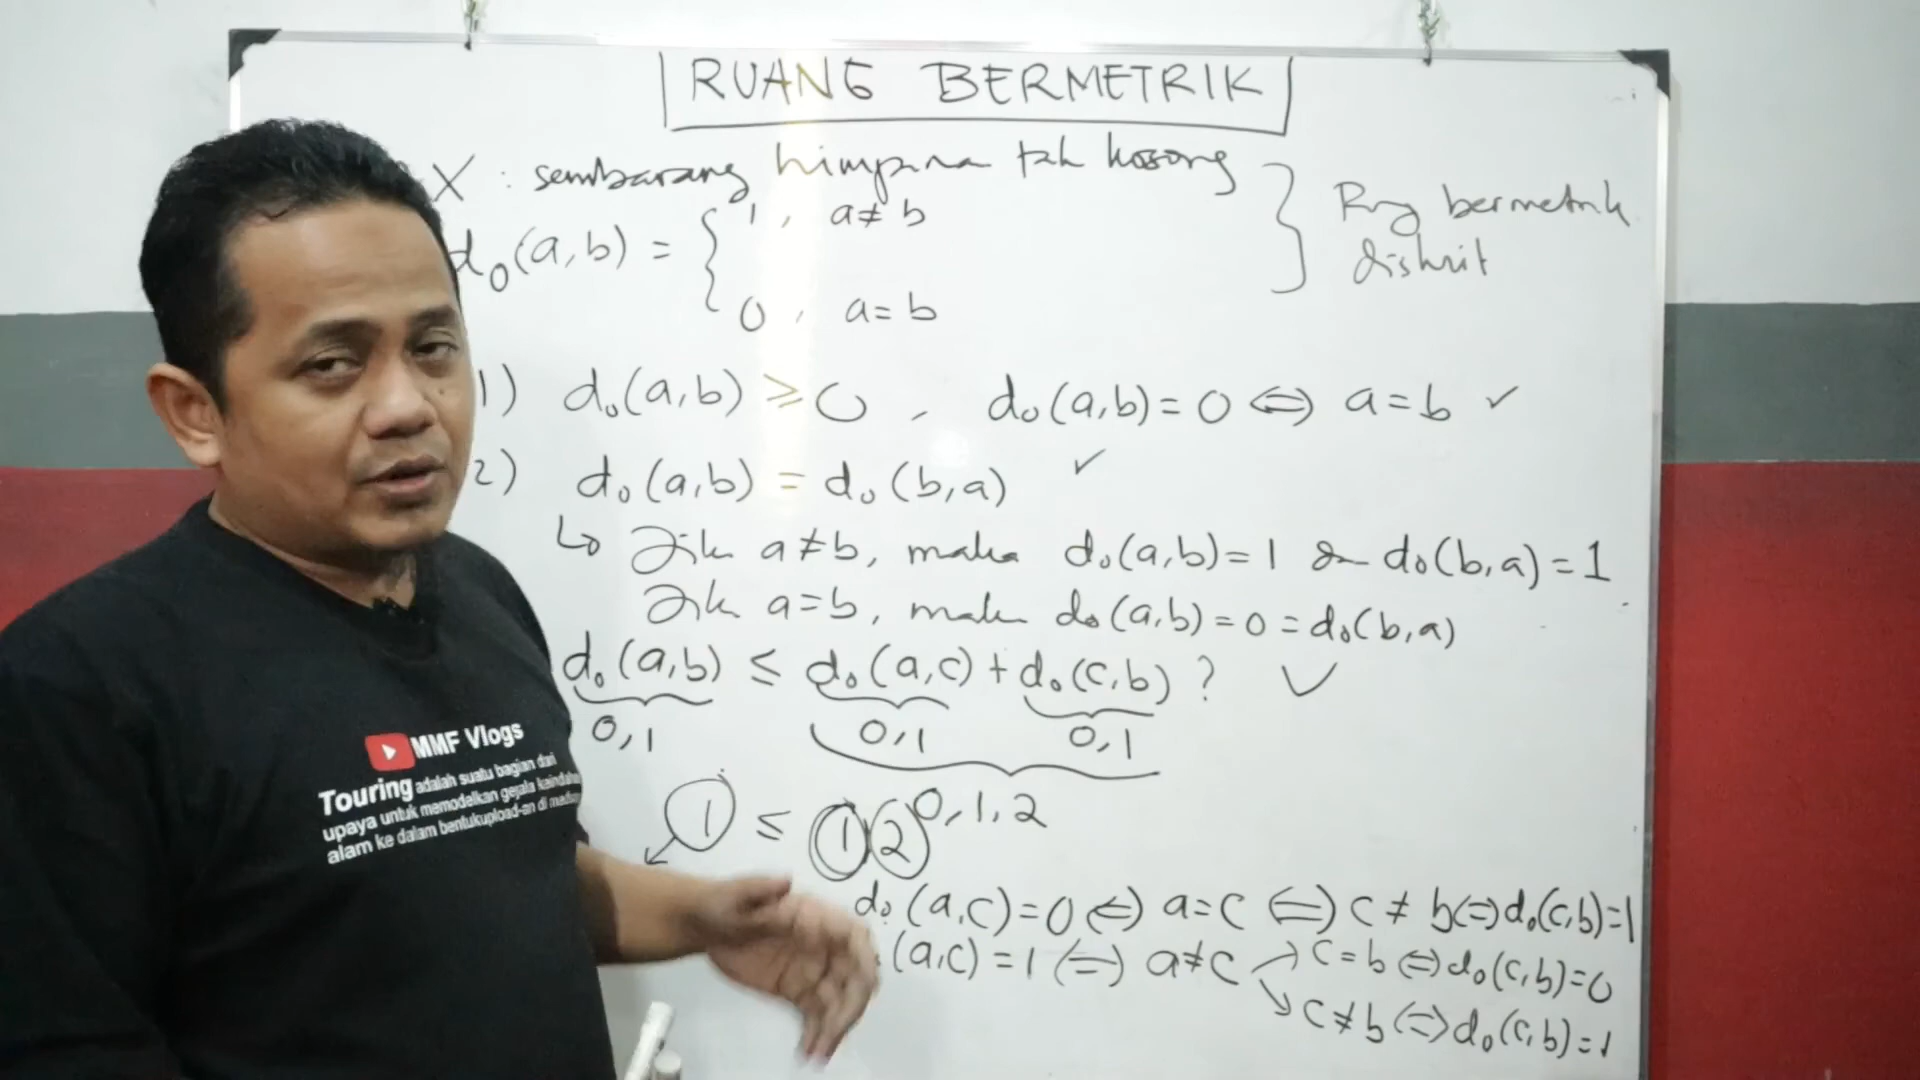 RUANG BERMETRIK
X : sembarang himpunan tak kosong
d₀(a,b) = { 1, a≠b
0, a=b
} Rng bermetrik
diskrit
1) d₀(a,b) ≥ 0, d₀(a,b)=0 ⇔ a=b ✓
2) d₀(a,b) = d₀(b,a) ✓
↳ Jika a≠b, maka d₀(a,b)=1 & d₀(b,a)=1
Jika a=b, maka d₀(a,b)=0=d₀(b,a)
d₀(a,b) ≤ d₀(a,c)+d₀(c,b)? ✓
0,1 0,1 0,1
0,1,2
1 ≤ 1 2
d₀(a,c)=0 ⇔ a=c ⇔ c≠b ⇔ d₀(c,b)=1
(a,c)=1 ⇔ a≠c
c=b ⇔ d₀(c,b)=0
c≠b ⇔ d₀(c,b)=1
MMF Vlogs
Touring adalah suatu bagian dari
upaya untuk memodelkan gejala keindahan
alam ke dalam bentuk upload-an di